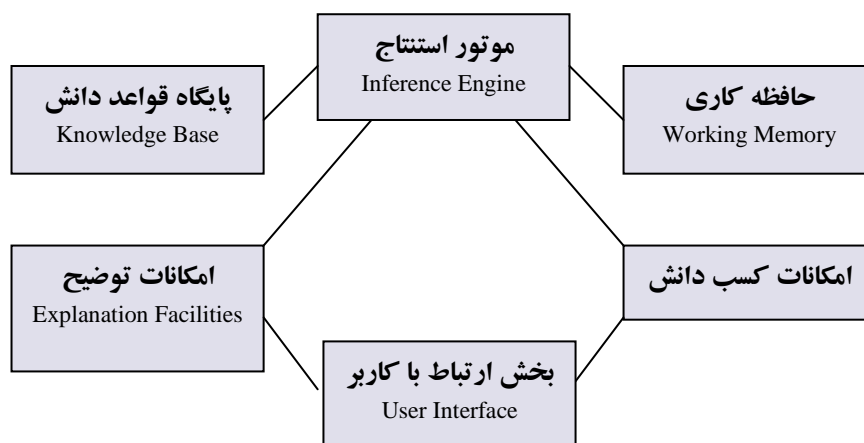 موتور استنتاج
Inference Engine
پایگاه قواعد دانش
Knowledge Base
حافظه کاری
Working Memory
امکانات توضیح
Explanation Facilities
امکانات کسب دانش
بخش ارتباط با کاربر
User Interface